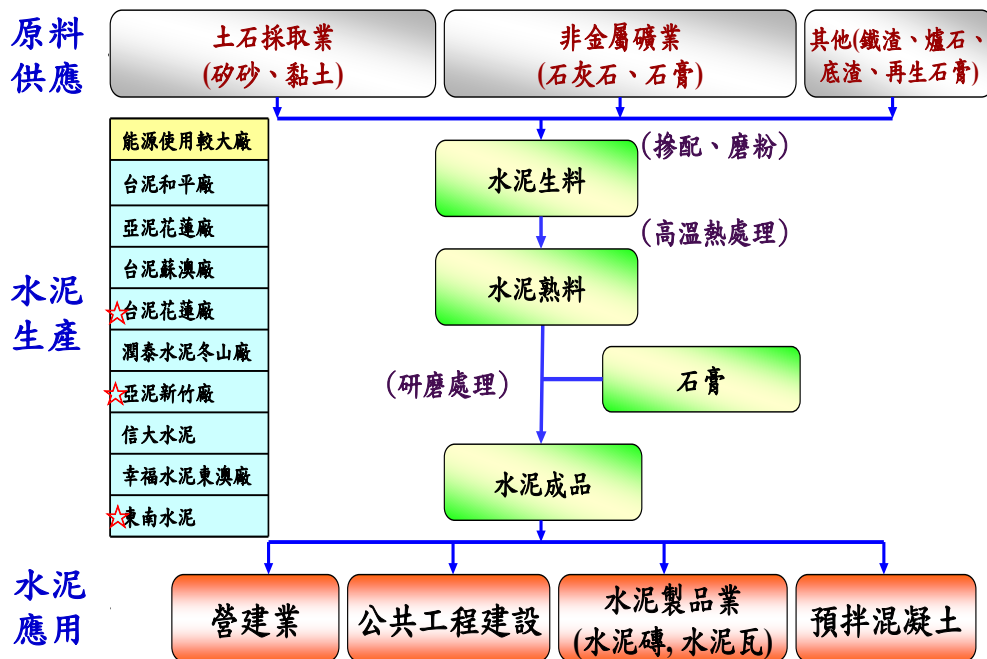 原料
供應
土石採取業
(矽砂、黏土)
非金屬礦業
(石灰石、石膏)
其他(鐵渣、爐石、
底渣、再生石膏)
水泥
生產
能源使用較大廠
台泥和平廠
亞泥花蓮廠
台泥蘇澳廠
☆台泥花蓮廠
潤泰水泥冬山廠
☆亞泥新竹廠
信大水泥
幸福水泥東澳廠
☆東南水泥
(摻配、磨粉)
水泥生料
(高溫熱處理)
水泥熟料
(研磨處理)
石膏
水泥成品
水泥
應用
營建業
公共工程建設
水泥製品業
(水泥磚, 水泥瓦)
預拌混凝土